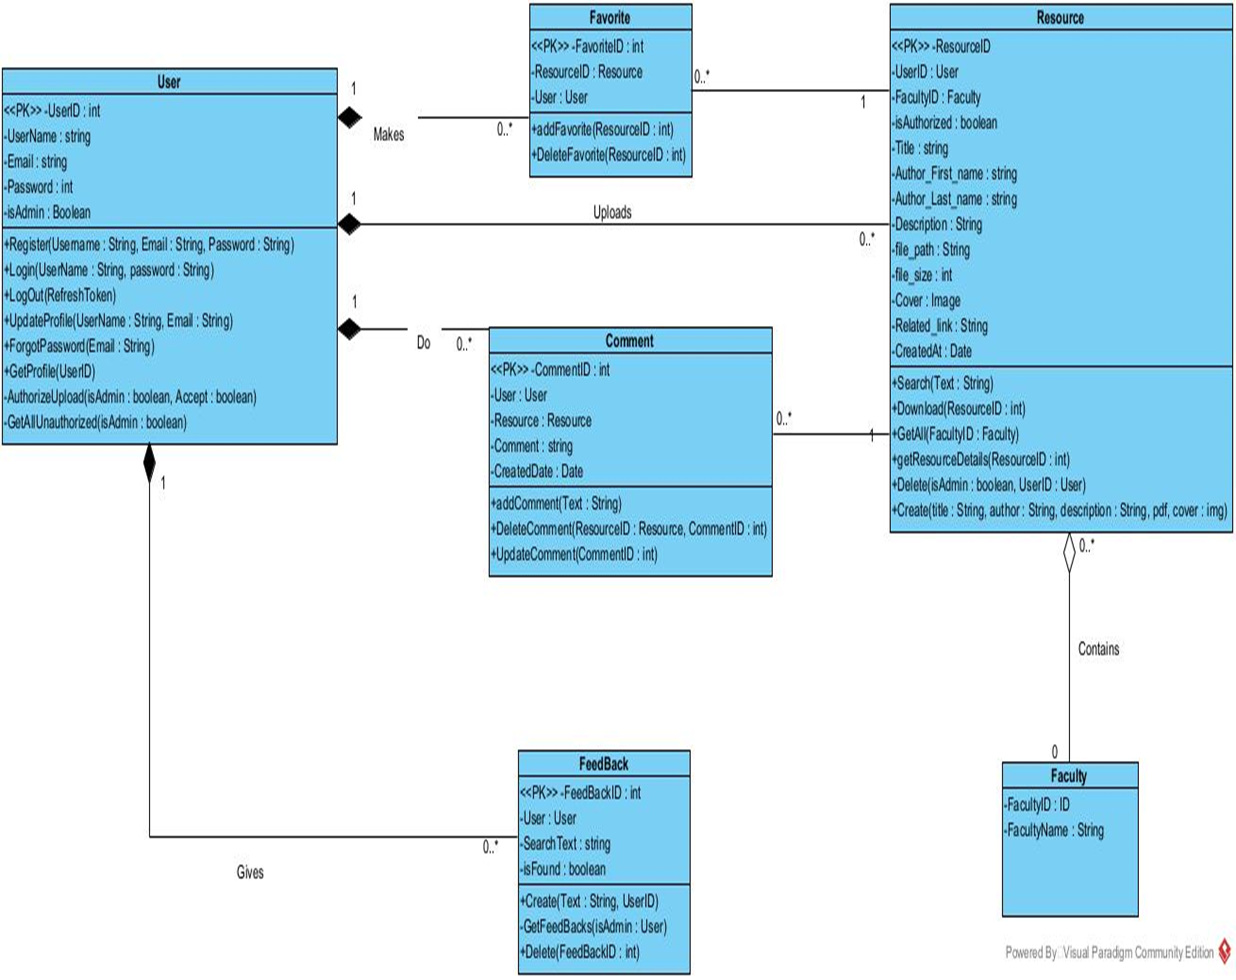 User
<<PK>> -UserID : int
-UserName : string
-Email : string
-Password : int
-isAdmin : Boolean
+Register(Username : String, Email : String, Password : String)
+Login(UserName : String, password : String)
+LogOut(RefreshToken)
+UpdateProfile(UserName : String, Email : String)
+ForgotPassword(Email : String)
+GetProfile(UserID)
-AuthorizeUpload(isAdmin : boolean, Accept : boolean)
-GetAllUnauthorized(isAdmin : boolean)
1
Makes
0..*
Favorite
<<PK>> -FavoriteID : int
-ResourceID : Resource
-User : User
+addFavorite(ResourceID : int)
+DeleteFavorite(ResourceID : int)
0..*
1
1
Uploads
0..*
1
Do
0..*
Comment
<<PK>> -CommentID : int
-User : User
-Resource : Resource
-Comment : string
-CreatedDate : Date
+addComment(Text : String)
+DeleteComment(ResourceID : Resource, CommentID : int)
+UpdateComment(CommentID : int)
0..*
1
Resource
<<PK>> -ResourceID
-UserID : User
-FacultyID : Faculty
-isAuthorized : boolean
-Title : string
-Author_First_name : string
-Author_Last_name : string
-Description : String
-file_path : String
-file_size : int
-Cover : Image
-Related_link : String
-CreatedAt : Date
+Search(Text : String)
+Download(ResourceID : int)
+GetAll(FacultyID : Faculty)
+getResourceDetails(ResourceID : int)
+Delete(isAdmin : boolean, UserID : User)
+Create(title : String, author : String, description : String, pdf, cover : img)
0..*
Contains
0
Faculty
-FacultyID : ID
-FacultyName : String
1
Gives
0..*
FeedBack
<<PK>> -FeedBackID : int
-User : User
-SearchText : string
-isFound : boolean
+Create(Text : String, UserID)
-GetFeedBacks(isAdmin : User)
+Delete(FeedBackID : int)
Powered By Visual Paradigm Community Edition